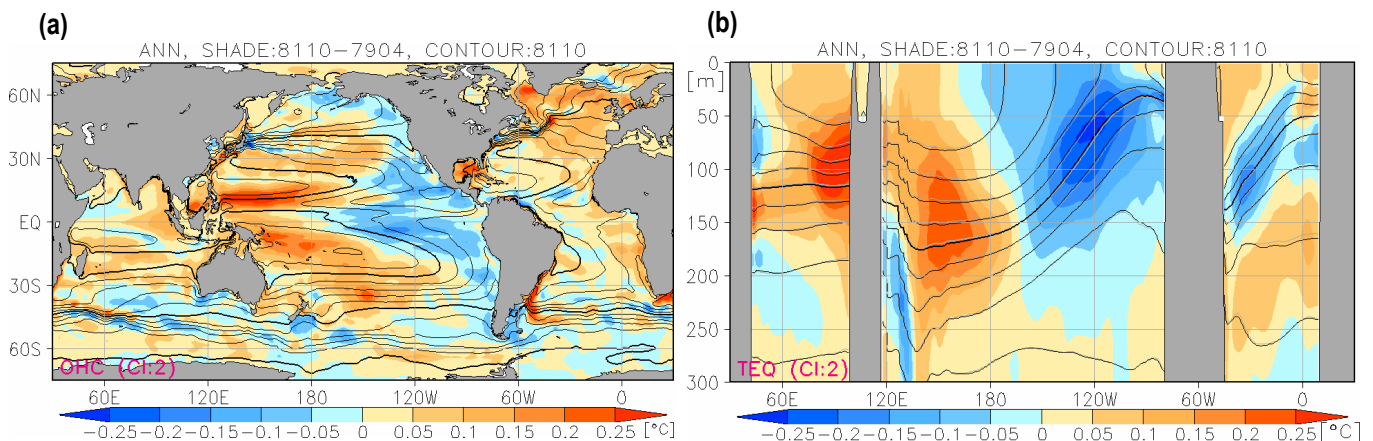 (a)
ANN, SHADE:8110−7904, CONTOUR:8110
60N
30N
EQ
30S
60S
OHC (CI:2)
60E 120E 180 120W 60W 0
−0.25 −0.2 −0.15 −0.1 −0.05 0 0.05 0.1 0.15 0.2 0.25 [°C]
(b)
ANN, SHADE:8110−7904, CONTOUR:8110
0
[m]
50
100
150
200
250
300
TEQ (CI:2)
60E 120E 180 120W 60W 0
−0.25 −0.2 −0.15 −0.1 −0.05 0 0.05 0.1 0.15 0.2 0.25 [°C]